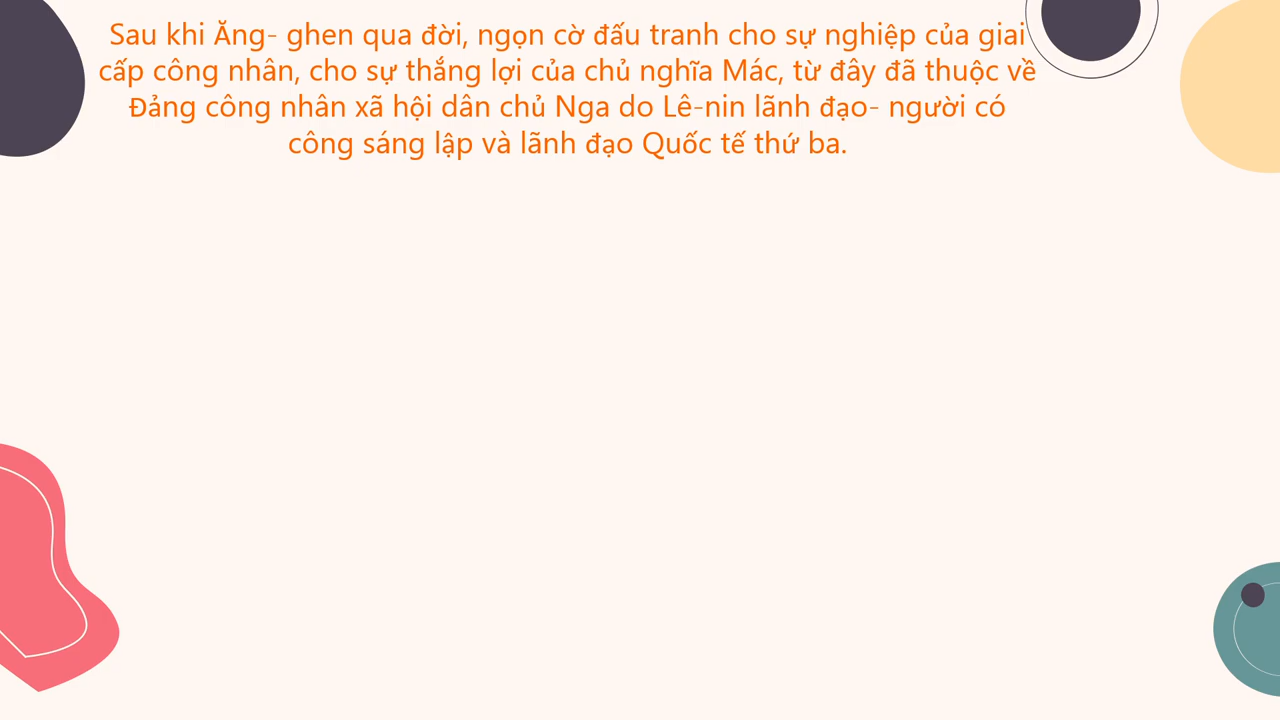 Sau khi Ăng- ghen qua đời, ngọn cờ đấu tranh cho sự nghiệp của giai
cấp công nhân, cho sự thắng lợi của chủ nghĩa Mác, từ đây đã thuộc về
Đảng công nhân xã hội dân chủ Nga do Lê-nin lãnh đạo- người có
công sáng lập và lãnh đạo Quốc tế thứ ba.